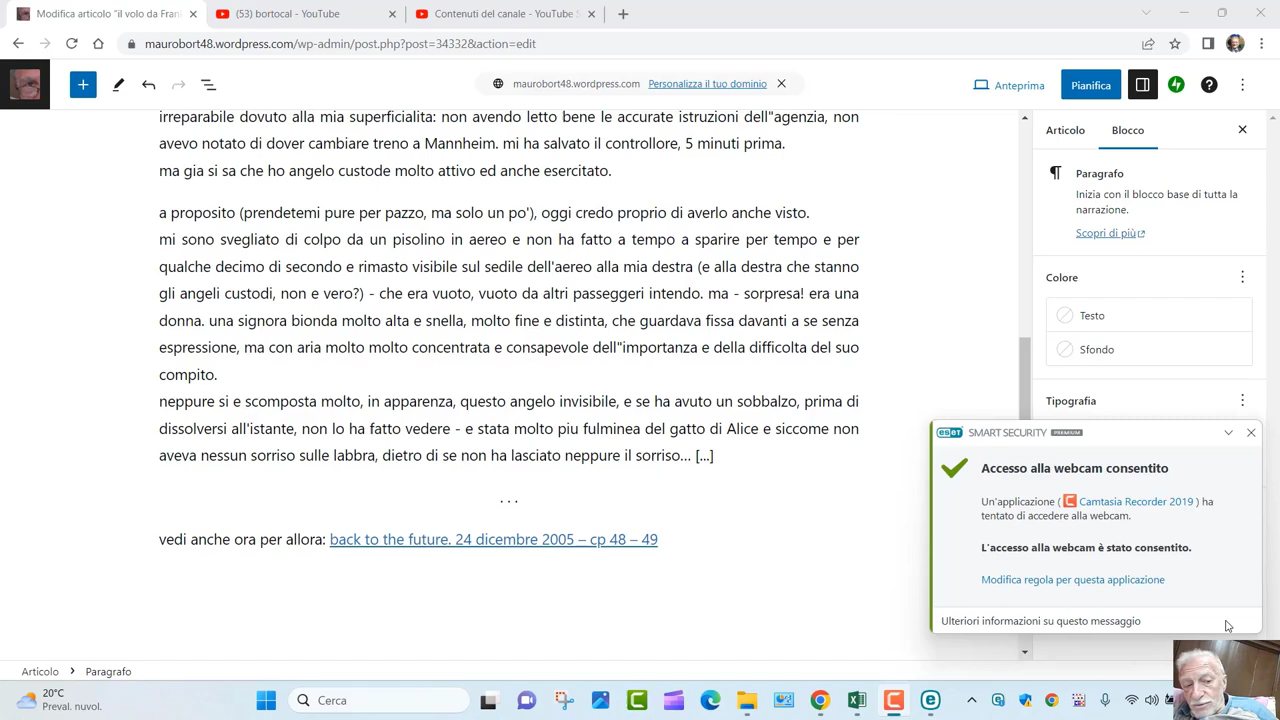 Modifica articolo "il volo da Frank
(53) bortocal - YouTube
Contenuti del canale - YouTube S
maurobort48.wordpress.com/wp-admin/post.php?post=34332&action=edit
maurobort48.wordpress.com Personalizza il tuo dominio
Anteprima
Pianifica
irreparabile dovuto alla mia superficialita: non avendo letto bene le accurate istruzioni dell"agenzia, non
avevo notato di dover cambiare treno a Mannheim. mi ha salvato il controllore, 5 minuti prima.
ma gia si sa che ho angelo custode molto attivo ed anche esercitato.
a proposito (prendetemi pure per pazzo, ma solo un po'), oggi credo proprio di averlo anche visto.
mi sono svegliato di colpo da un pisolino in aereo e non ha fatto a tempo a sparire per tempo e per
qualche decimo di secondo e rimasto visibile sul sedile dell'aereo alla mia destra (e alla destra che stanno
gli angeli custodi, non e vero?) - che era vuoto, vuoto da altri passeggeri intendo. ma - sorpresa! era una
donna. una signora bionda molto alta e snella, molto fine e distinta, che guardava fissa davanti a se senza
espressione, ma con aria molto molto concentrata e consapevole dell"importanza e della difficolta del suo
compito.
neppure si e scomposta molto, in apparenza, questo angelo invisibile, e se ha avuto un sobbalzo, prima di
dissolversi all'istante, non lo ha fatto vedere - e stata molto piu fulminea del gatto di Alice e siccome non
aveva nessun sorriso sulle labbra, dietro di se non ha lasciato neppure il sorriso... [...]
. . .
vedi anche ora per allora: back to the future. 24 dicembre 2005 – cp 48 – 49
Articolo
Blocco
Paragrafo
Inizia con il blocco base di tutta la
narrazione.
Scopri di più
Colore
Testo
Sfondo
Tipografia
eseT SMART SECURITY PREMIUM
Accesso alla webcam consentito
Un'applicazione ( Camtasia Recorder 2019 ) ha
tentato di accedere alla webcam.
L'accesso alla webcam è stato consentito.
Modifica regola per questa applicazione
Ulteriori informazioni su questo messaggio
Articolo > Paragrafo
20°C
Preval. nuvol.
Cerca